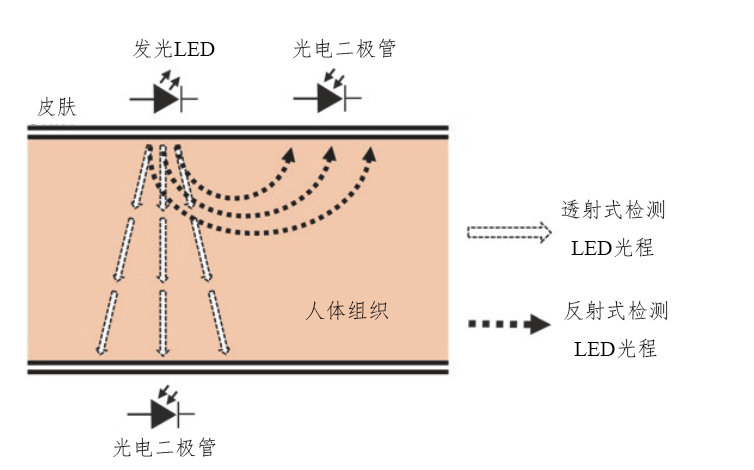 发光LED
光电二极管
皮肤
透射式检测
LED光程
人体组织
反射式检测
LED光程
光电二极管